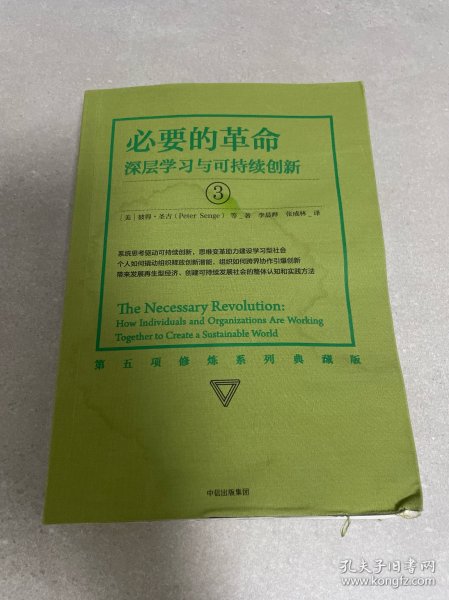 必要的革命
深层学习与可持续创新
3
[美] 彼得·圣吉 (Peter Senge) 等_著 李晨晔 张成林_译
系统思考驱动可持续创新，思维变革助力建设学习型社会
个人如何撬动组织释放创新潜能，组织如何跨界协作引爆创新
带来发展再生型经济、创建可持续发展社会的整体认知和实践方法
The Necessary Revolution:
How Individuals and Organizations Are Working
Together to Create a Sustainable World
第五项修炼系列典藏版
中信出版集团
孔夫子旧书网
www.kongfz.com